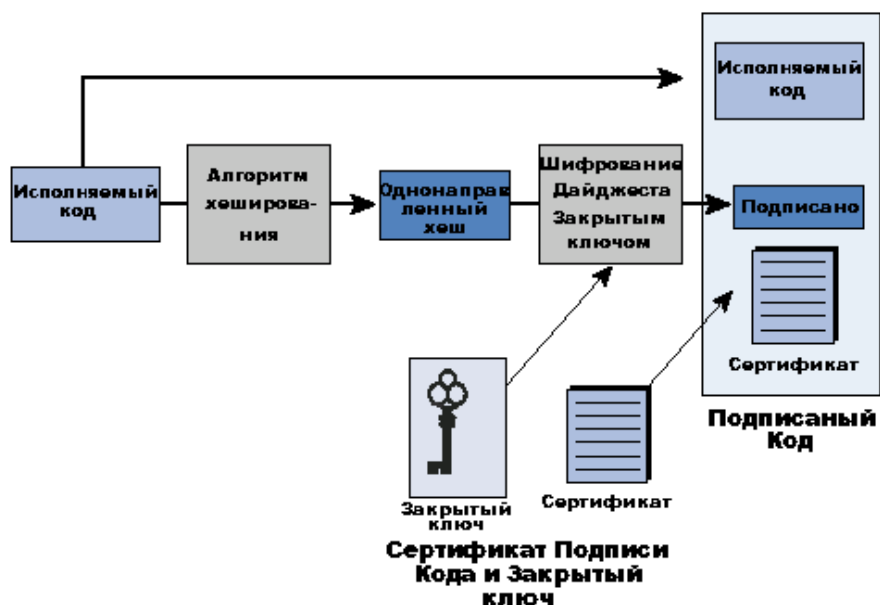 Исполняемый
код
Исполняемый
код
Алгоритм
хеширова-
ния
Однонаправ
ленный
хеш
Шифрование
Дайджеста
Закрытым
ключом
Подписано
Сертификат
Подписаный
Код
Закрытый
ключ
Сертификат
Сертификат Подписи
Кода и Закрытый
ключ